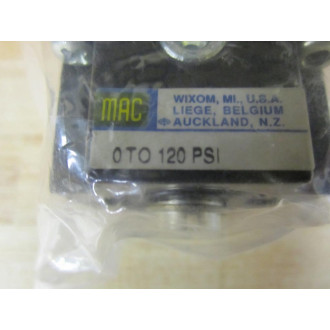 MAC
WIXOM, MI., U.S.A.
LIEGE, BELGIUM
AUCKLAND, N.Z.
0 TO 120 PSI